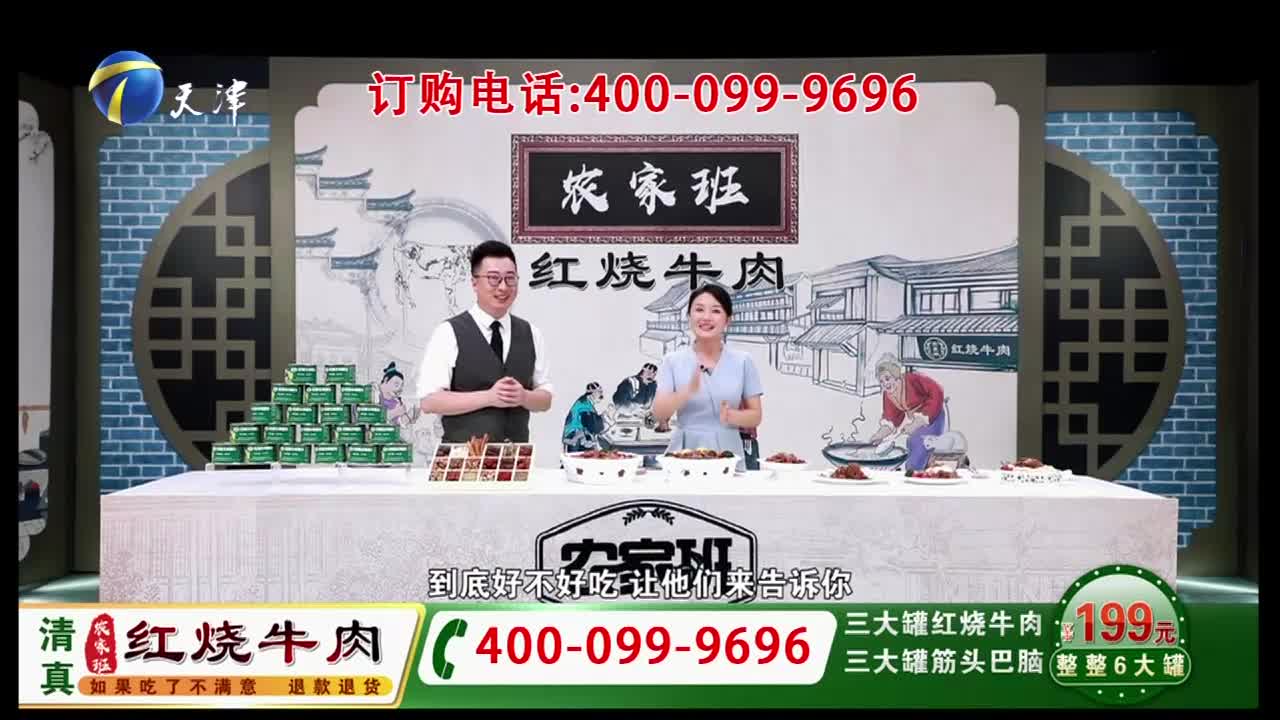 天津
订购电话:400-099-9696
农家班
红烧牛肉
红烧牛肉
农家班
到底好不好吃 让他们来告诉你
清真
农家班
红烧牛肉
如果吃了不满意 退款退货
400-099-9696
三大罐红烧牛肉
三大罐筋头巴脑
199元
整整6大罐